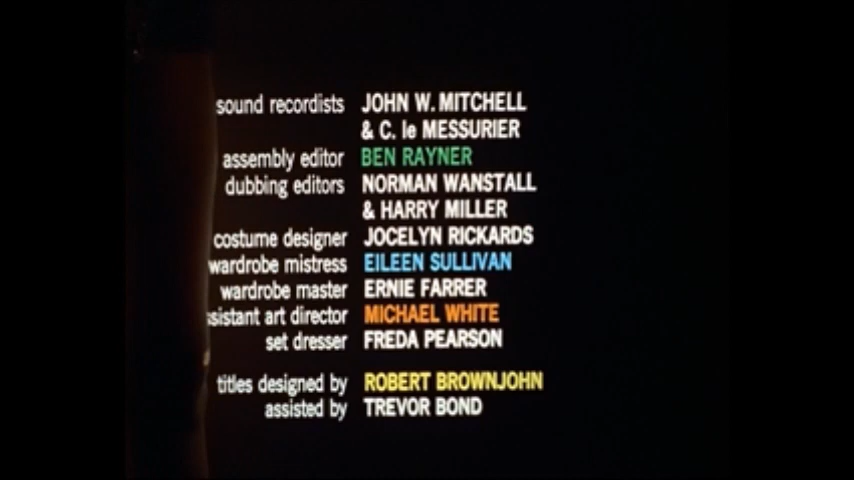 sound recordists JOHN W. MITCHELL
& C. le MESSURIER
assembly editor BEN RAYNER
dubbing editors NORMAN WANSTALL
& HARRY MILLER
costume designer JOCELYN RICKARDS
wardrobe mistress EILEEN SULLIVAN
wardrobe master ERNIE FARRER
sistant art director MICHAEL WHITE
set dresser FREDA PEARSON
titles designed by ROBERT BROWNJOHN
assisted by TREVOR BOND